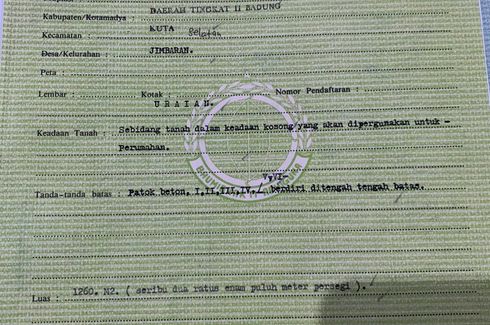 DAERAH TINGKAT II BADUNG
Kabupaten/Kotamadya :
Kecamatan : KUTA Selatan
Desa/Kelurahan : JIMBARAN.
Peta :
Lembar : Kotak : Nomor Pendaftaran :
URAIAN.
Keadaan Tanah : Sebidang tanah dalam keadaan kosong yang akan dipergunakan untuk -
Perumahan.
V,VI-
Tanda-tanda batas : Patok beton, I,II,III,IV,/ berdiri ditengah tengah batas.
Luas : 1260. M2. ( seribu dua ratus enam puluh meter persegi ).